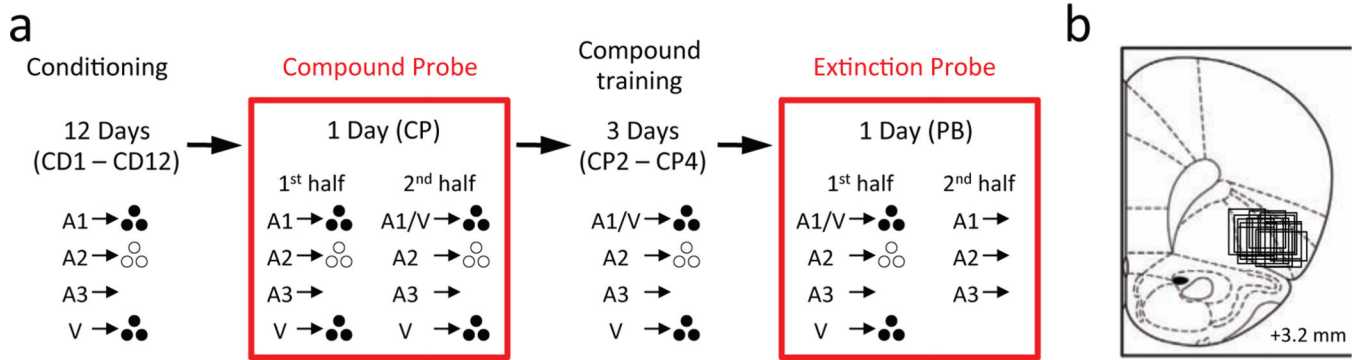 a
Conditioning
12 Days
(CD1 – CD12)
A1
A2
A3
V
Compound Probe
1 Day (CP)
1st half
A1
A2
A3
V
2nd half
A1/V
A2
A3
V
Compound
training
3 Days
(CP2 – CP4)
A1/V
A2
A3
V
Extinction Probe
1 Day (PB)
1st half
A1/V
A2
A3
V
2nd half
A1
A2
A3
b
+3.2 mm